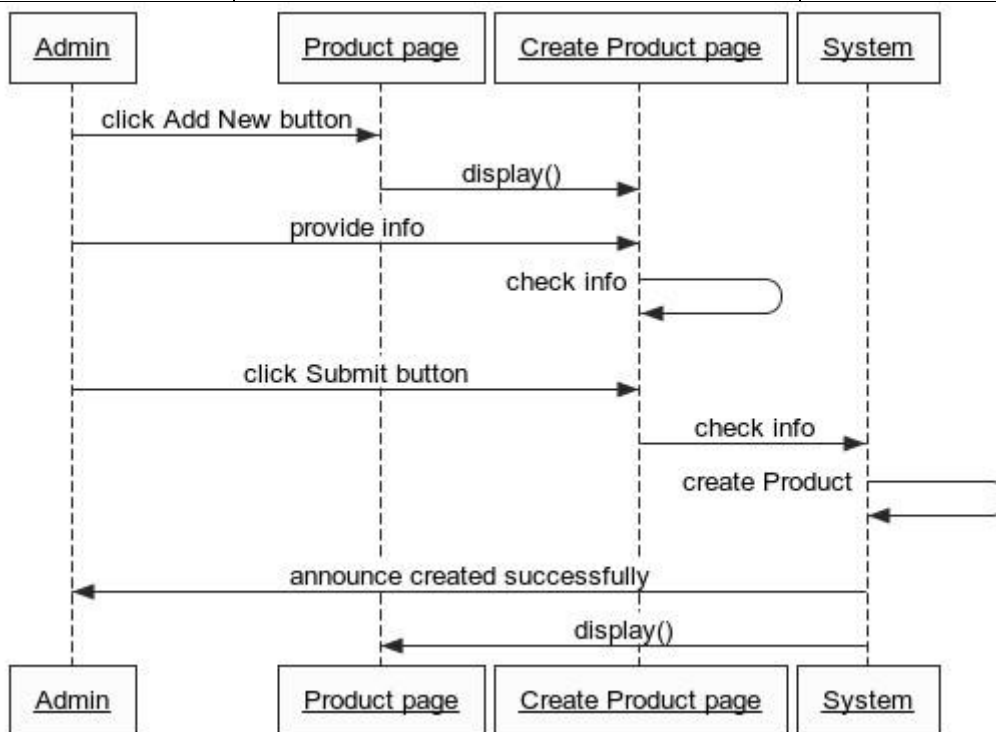 Admin
Product page
Create Product page
System
click Add New button
display()
provide info
check info
click Submit button
check info
create Product
announce created successfully
display()
Admin
Product page
Create Product page
System